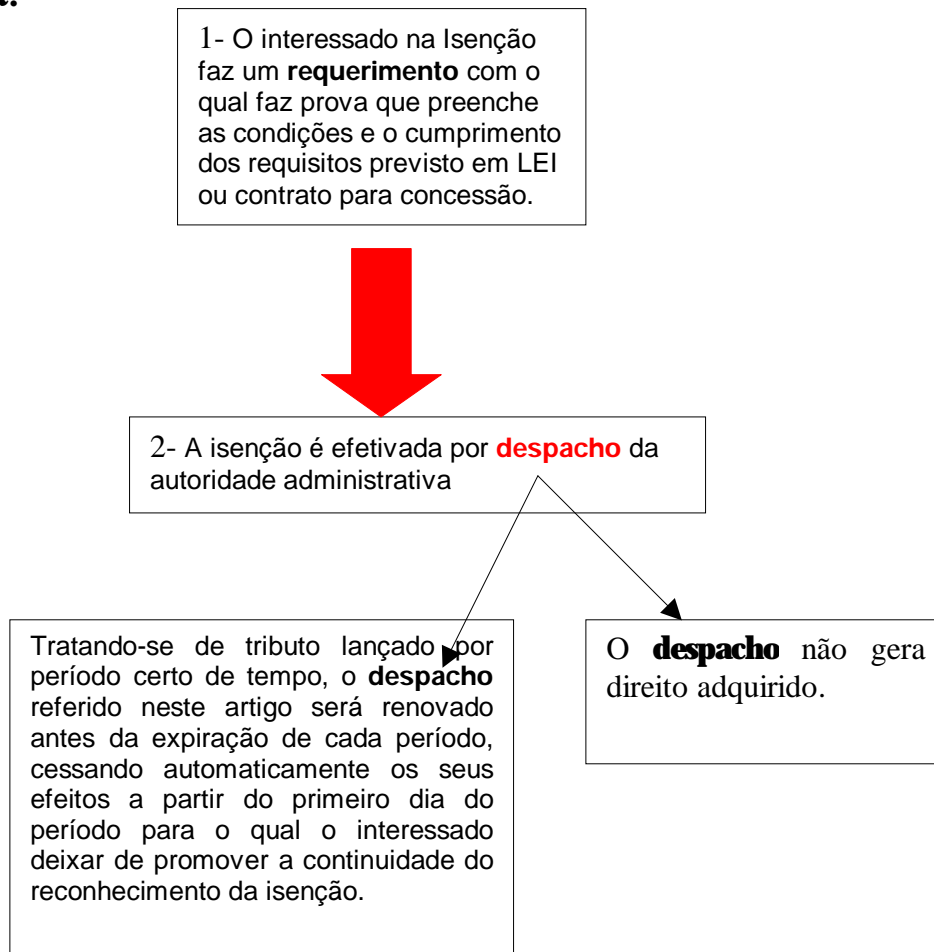 1- O interessado na Isenção
faz um requerimento com o
qual faz prova que preenche
as condições e o cumprimento
dos requisitos previsto em LEI
ou contrato para concessão.
2- A isenção é efetivada por despacho da
autoridade administrativa
Tratando-se de tributo lançado por
período certo de tempo, o despacho
referido neste artigo será renovado
antes da expiração de cada período,
cessando automaticamente os seus
efeitos a partir do primeiro dia do
período para o qual o interessado
deixar de promover a continuidade do
reconhecimento da isenção.
O despacho não gera
direito adquirido.